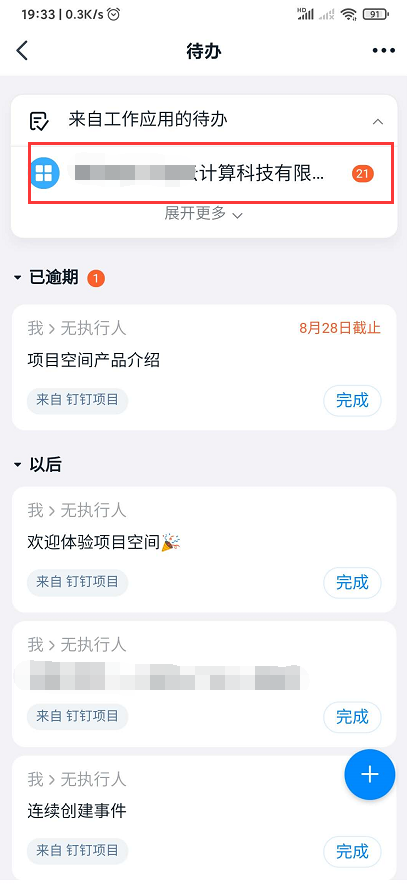 19:33 | 0.3K/s
HD
91
待办
来自工作应用的待办
计算科技有限...
21
展开更多
已逾期 1
我 > 无执行人
8月28日截止
项目空间产品介绍
来自 钉钉项目
完成
以后
我 > 无执行人
欢迎体验项目空间🎉
来自 钉钉项目
完成
我 > 无执行人
来自 钉钉项目
完成
我 > 无执行人
连续创建事件
来自 钉钉项目
完成